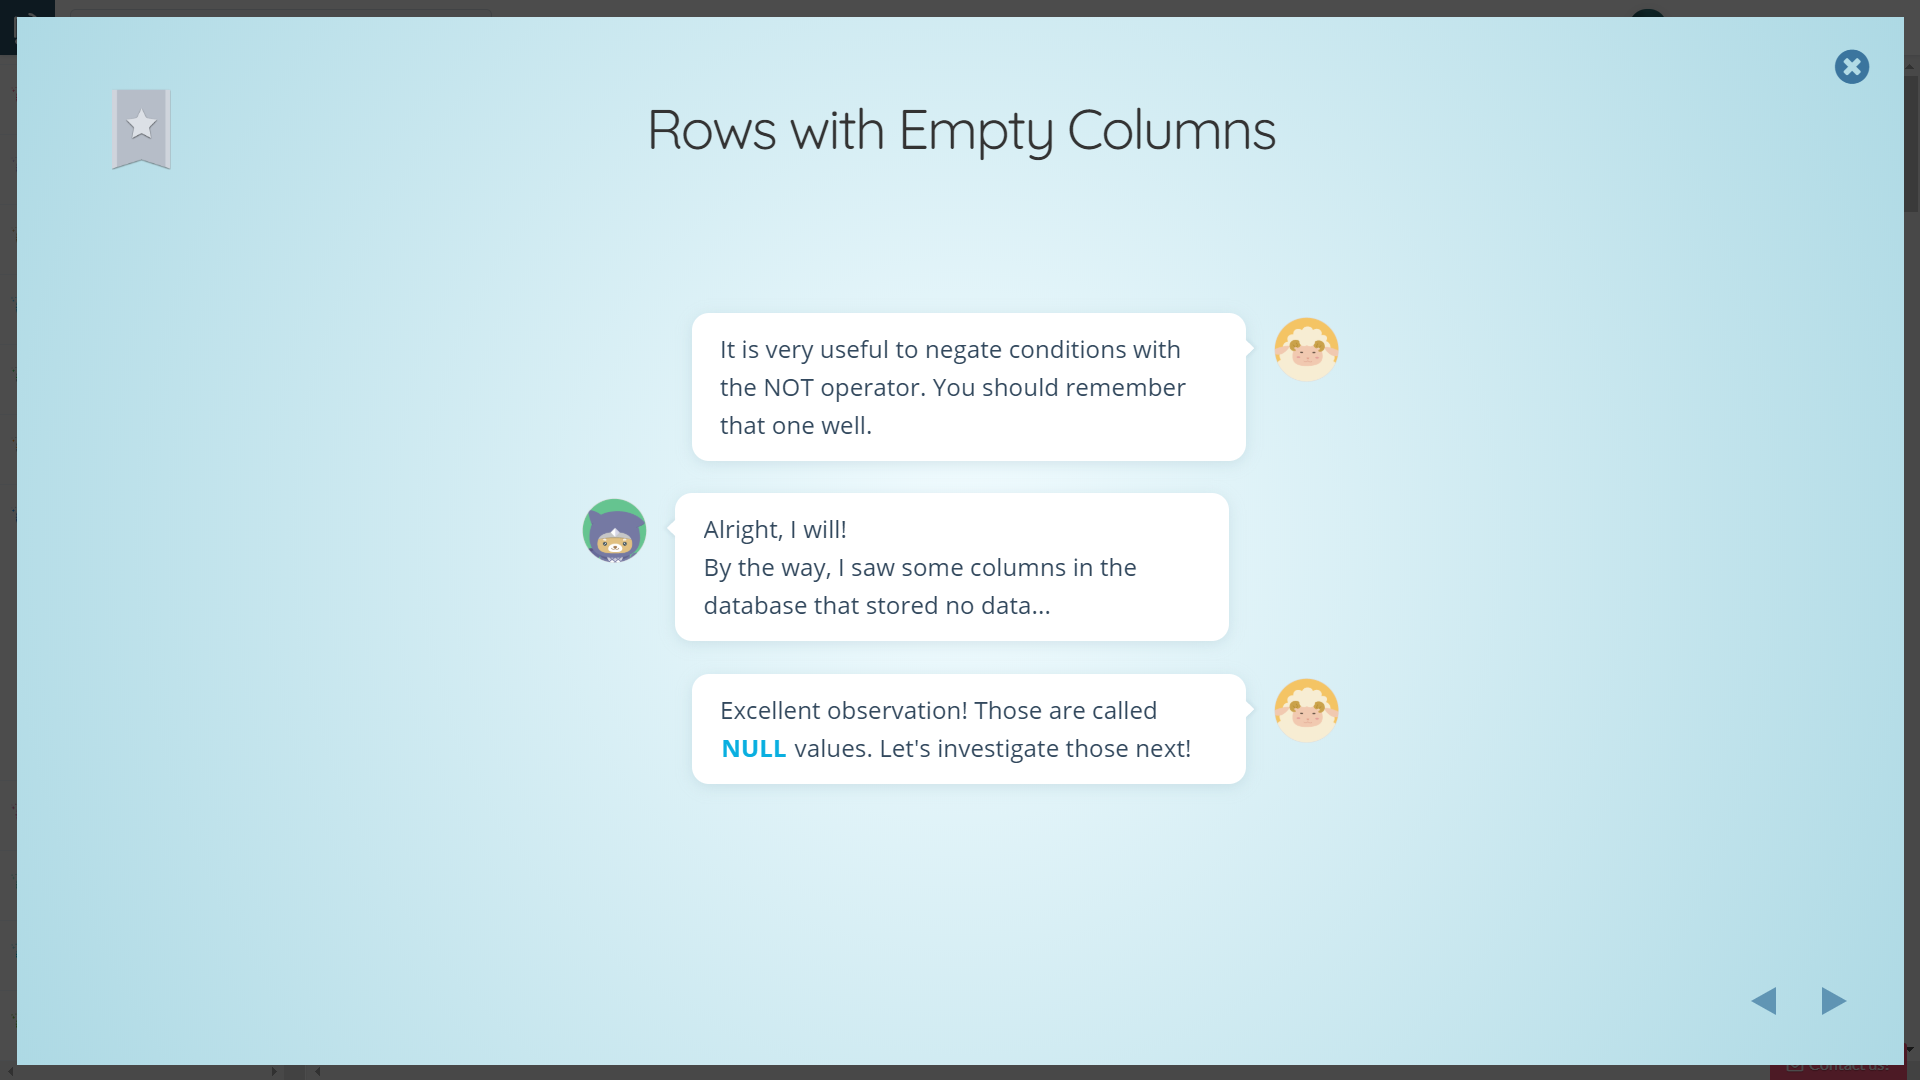 Rows with Empty Columns
It is very useful to negate conditions with
the NOT operator. You should remember
that one well.
Alright, I will!
By the way, I saw some columns in the
database that stored no data...
Excellent observation! Those are called
NULL values. Let's investigate those next!
Contact us!